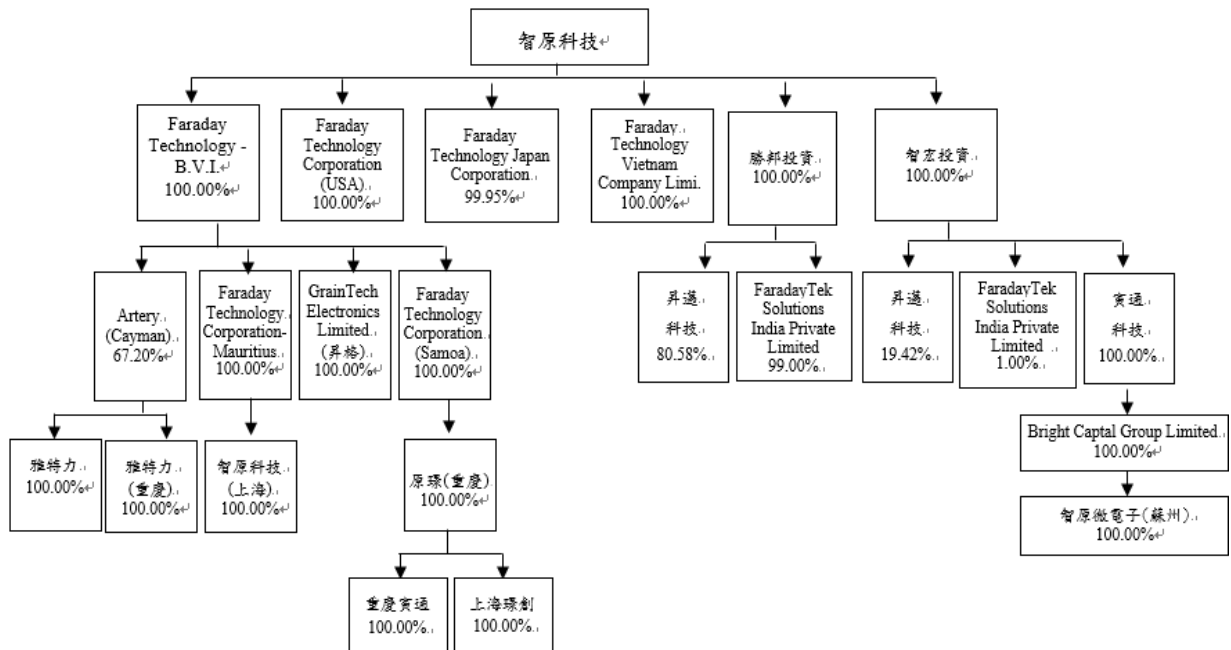 智原科技
Faraday
Technology -
B.V.I.
100.00%
Faraday
Technology
Corporation
(USA)
100.00%
Faraday
Technology Japan
Corporation
99.95%
Faraday
Technology
Vietnam
Company Limi.
100.00%
勝邦投資
100.00%
智宏投資
100.00%
Artery
(Cayman)
67.20%
Faraday
Technology
Corporation-
Mauritius
100.00%
GrainTech
Electronics
Limited
(昇格)
100.00%
Faraday
Technology
Corporation
(Samoa)
100.00%
昇邁
科技
80.58%
FaradayTek
Solutions
India Private
Limited
99.00%
昇邁
科技
19.42%
FaradayTek
Solutions
India Private
Limited
1.00%
寅通
科技
100.00%
雅特力
100.00%
雅特力
(重慶)
100.00%
智原科技
(上海)
100.00%
原璟(重慶)
100.00%
Bright Captal Group Limited
100.00%
智原微電子(蘇州)
100.00%
重慶寅通
100.00%
上海璟創
100.00%